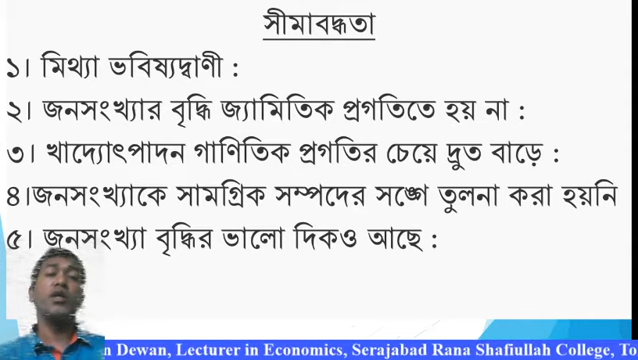 সীমাবদ্ধতা
১। মিথ্যা ভবিষ্যদ্বাণী :
২। জনসংখ্যার বৃদ্ধি জ্যামিতিক প্রগতিতে হয় না :
৩। খাদ্যোৎপাদন গাণিতিক প্রগতির চেয়ে দ্রুত বাড়ে :
৪।জনসংখ্যাকে সামগ্রিক সম্পদের সঙ্গে তুলনা করা হয়নি
৫। জনসংখ্যা বৃদ্ধির ভালো দিকও আছে :
Dewan, Lecturer in Economics, Serajabad Rana Shafiullah College,